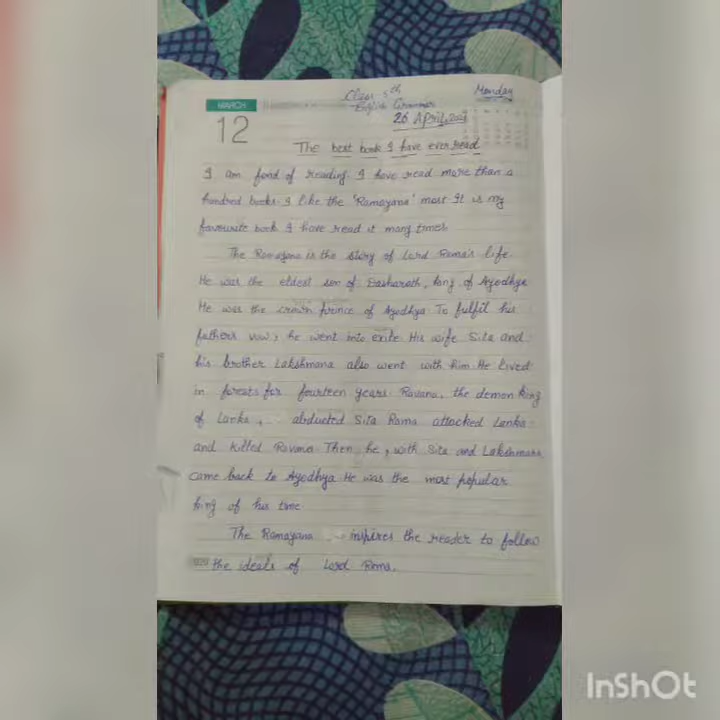 Class 5th
Monday
English Grammar
MARCH
26 April, 2021
12
The best book I have ever read
I am fond of reading. I have read more than a
hundred books. I like the 'Ramayana' most It is my
favourite book I have read it many times.
The Ramayana is the story of Lord Rama's life.
He was the eldest son of Dasharath, king of Ayodhya
He was the crown prince of Ayodhya To fulfil his
father's vow, he went into exile His wife Sita and
his brother Lakshmana also went with him He lived
in forests for fourteen years. Ravana, the demon king
of Lanka, abducted Sita Rama attacked Lanka
and killed Ravana Then he, with Sita and Lakshmana
came back to Ayodhya He was the most popular
king of his time
The Ramayana inspires the reader to follow
the ideals of Lord Rama.
InShOt